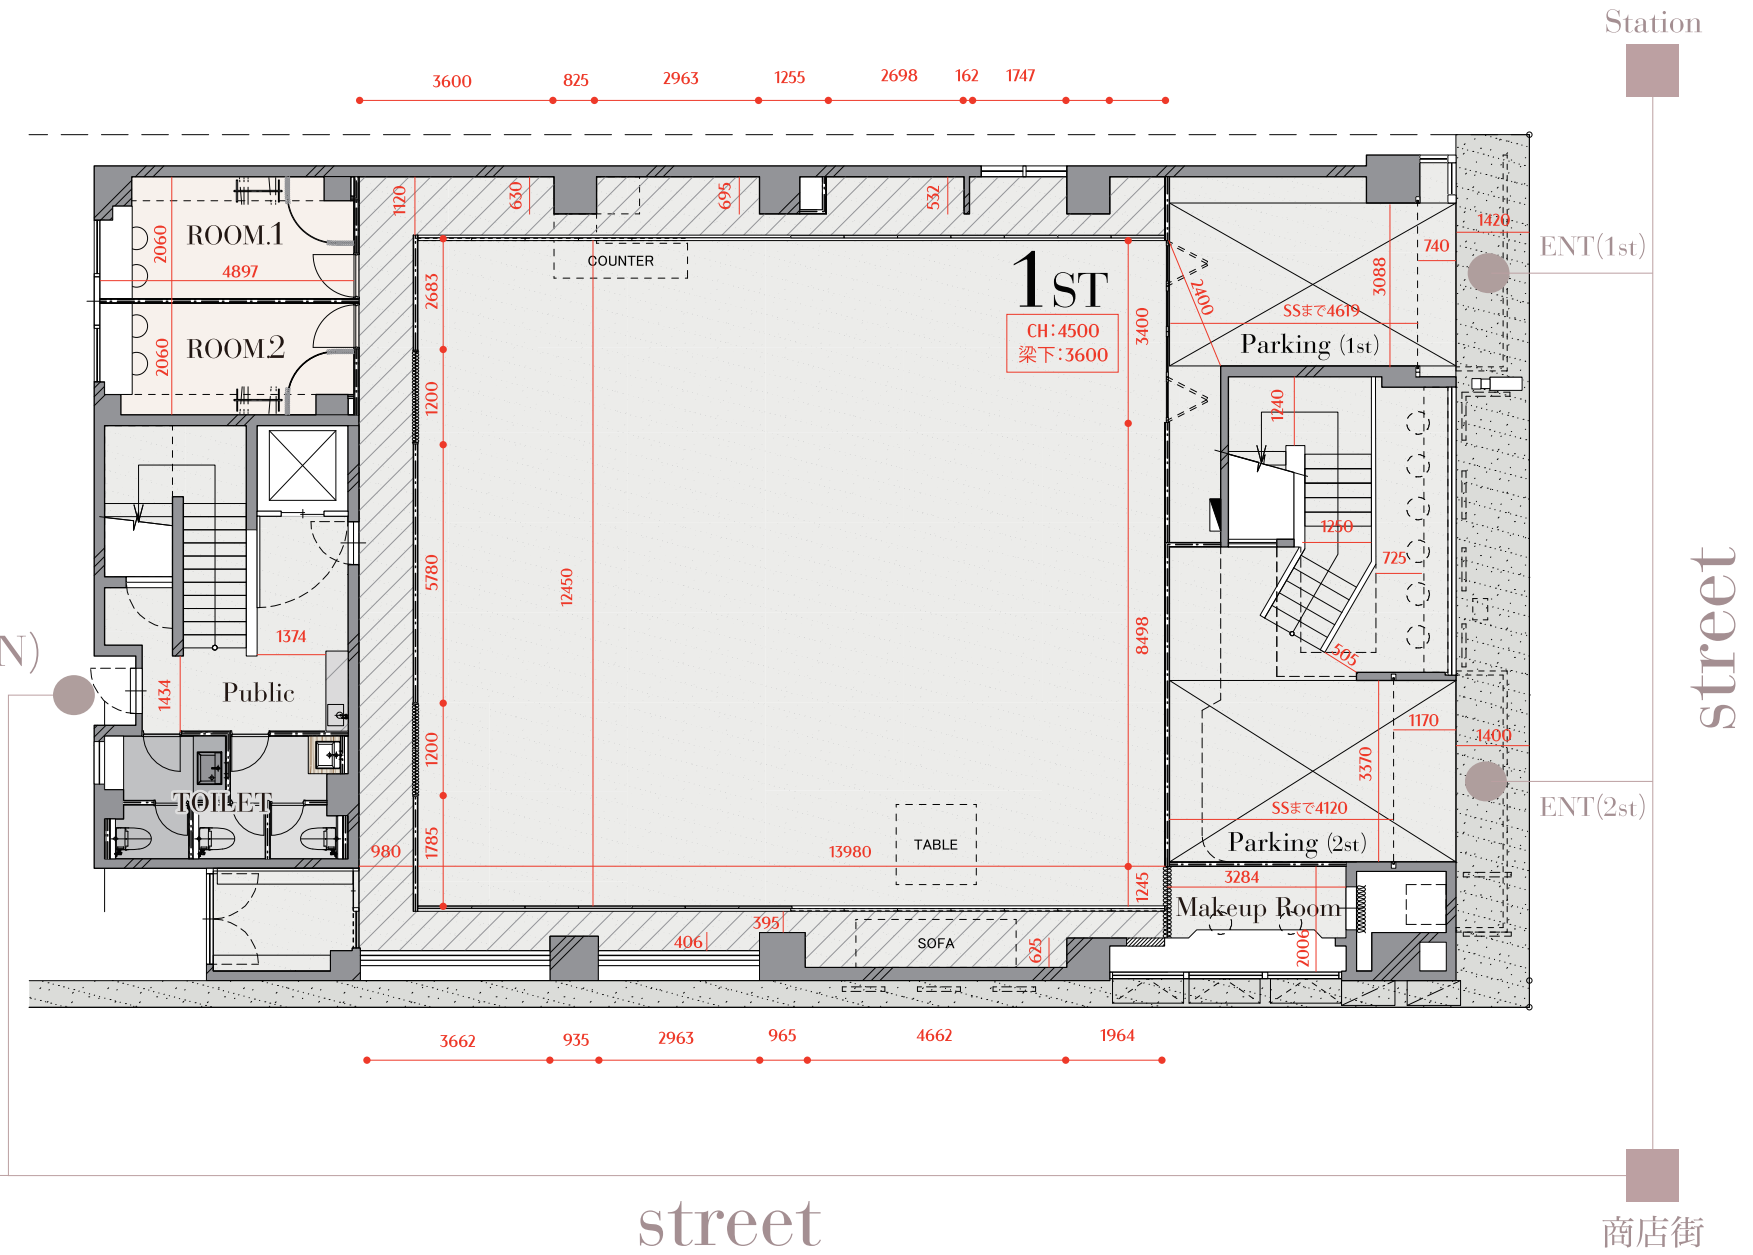 Station
3600
825
2963
1255
2698
162
1747
1120
630
695
532
1420
ROOM.1
2060
4897
COUNTER
1ST
CH:4500
梁下:3600
2683
3400
2400
3088
740
ENT(1st)
SSまで4619
Parking (1st)
ROOM.2
2060
1200
1240
1250
725
5780
12450
8498
505
street
N)
1374
1434
Public
TOILET
1200
1785
980
13980
TABLE
1245
1170
1400
3370
SSまで4120
Parking (2st)
ENT(2st)
3284
Makeup Room
2006
395
406
SOFA
625
3662
935
2963
965
4662
1964
street
商店街